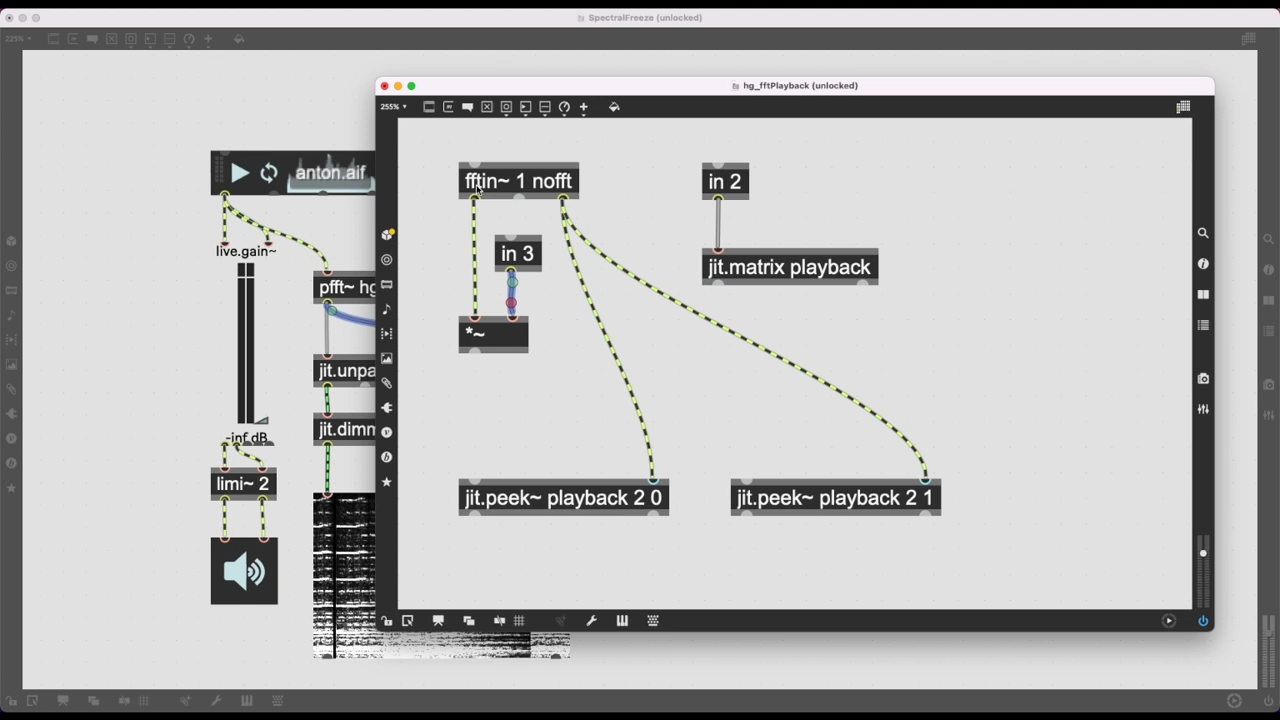 SpectralFreeze (unlocked)
225%
hg_fftPlayback (unlocked)
255%
anton.aif
live.gain~
pfft~ hg
jit.unpa
jit.dimm
-inf dB
limi~ 2
fftin~ 1 nofft
in 2
in 3
jit.matrix playback
*~
jit.peek~ playback 2 0
jit.peek~ playback 2 1